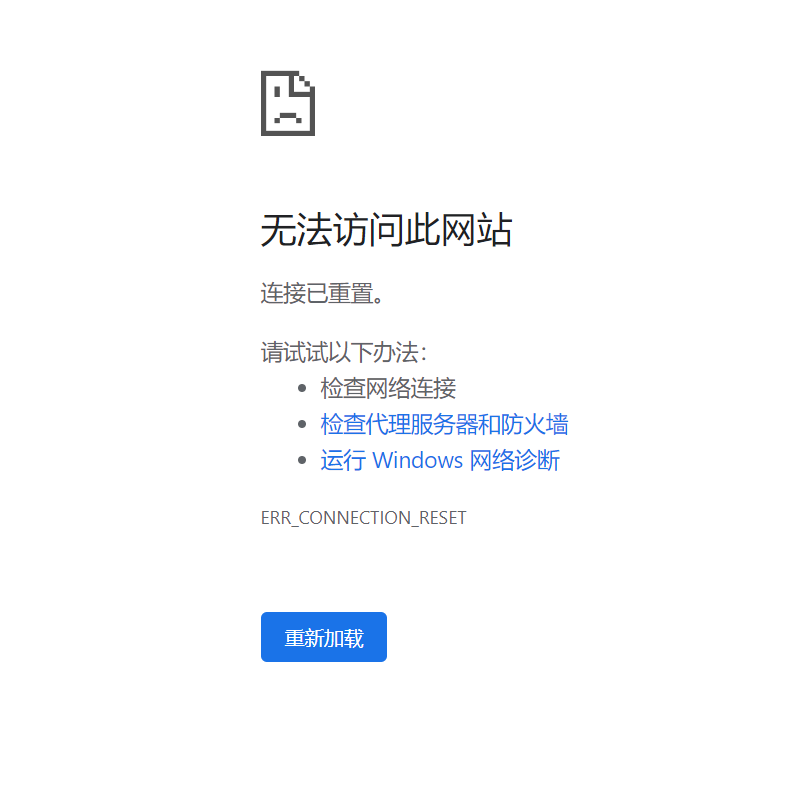 无法访问此网站
连接已重置。
请试试以下办法：
检查网络连接
检查代理服务器和防火墙
运行 Windows 网络诊断
ERR_CONNECTION_RESET
重新加载